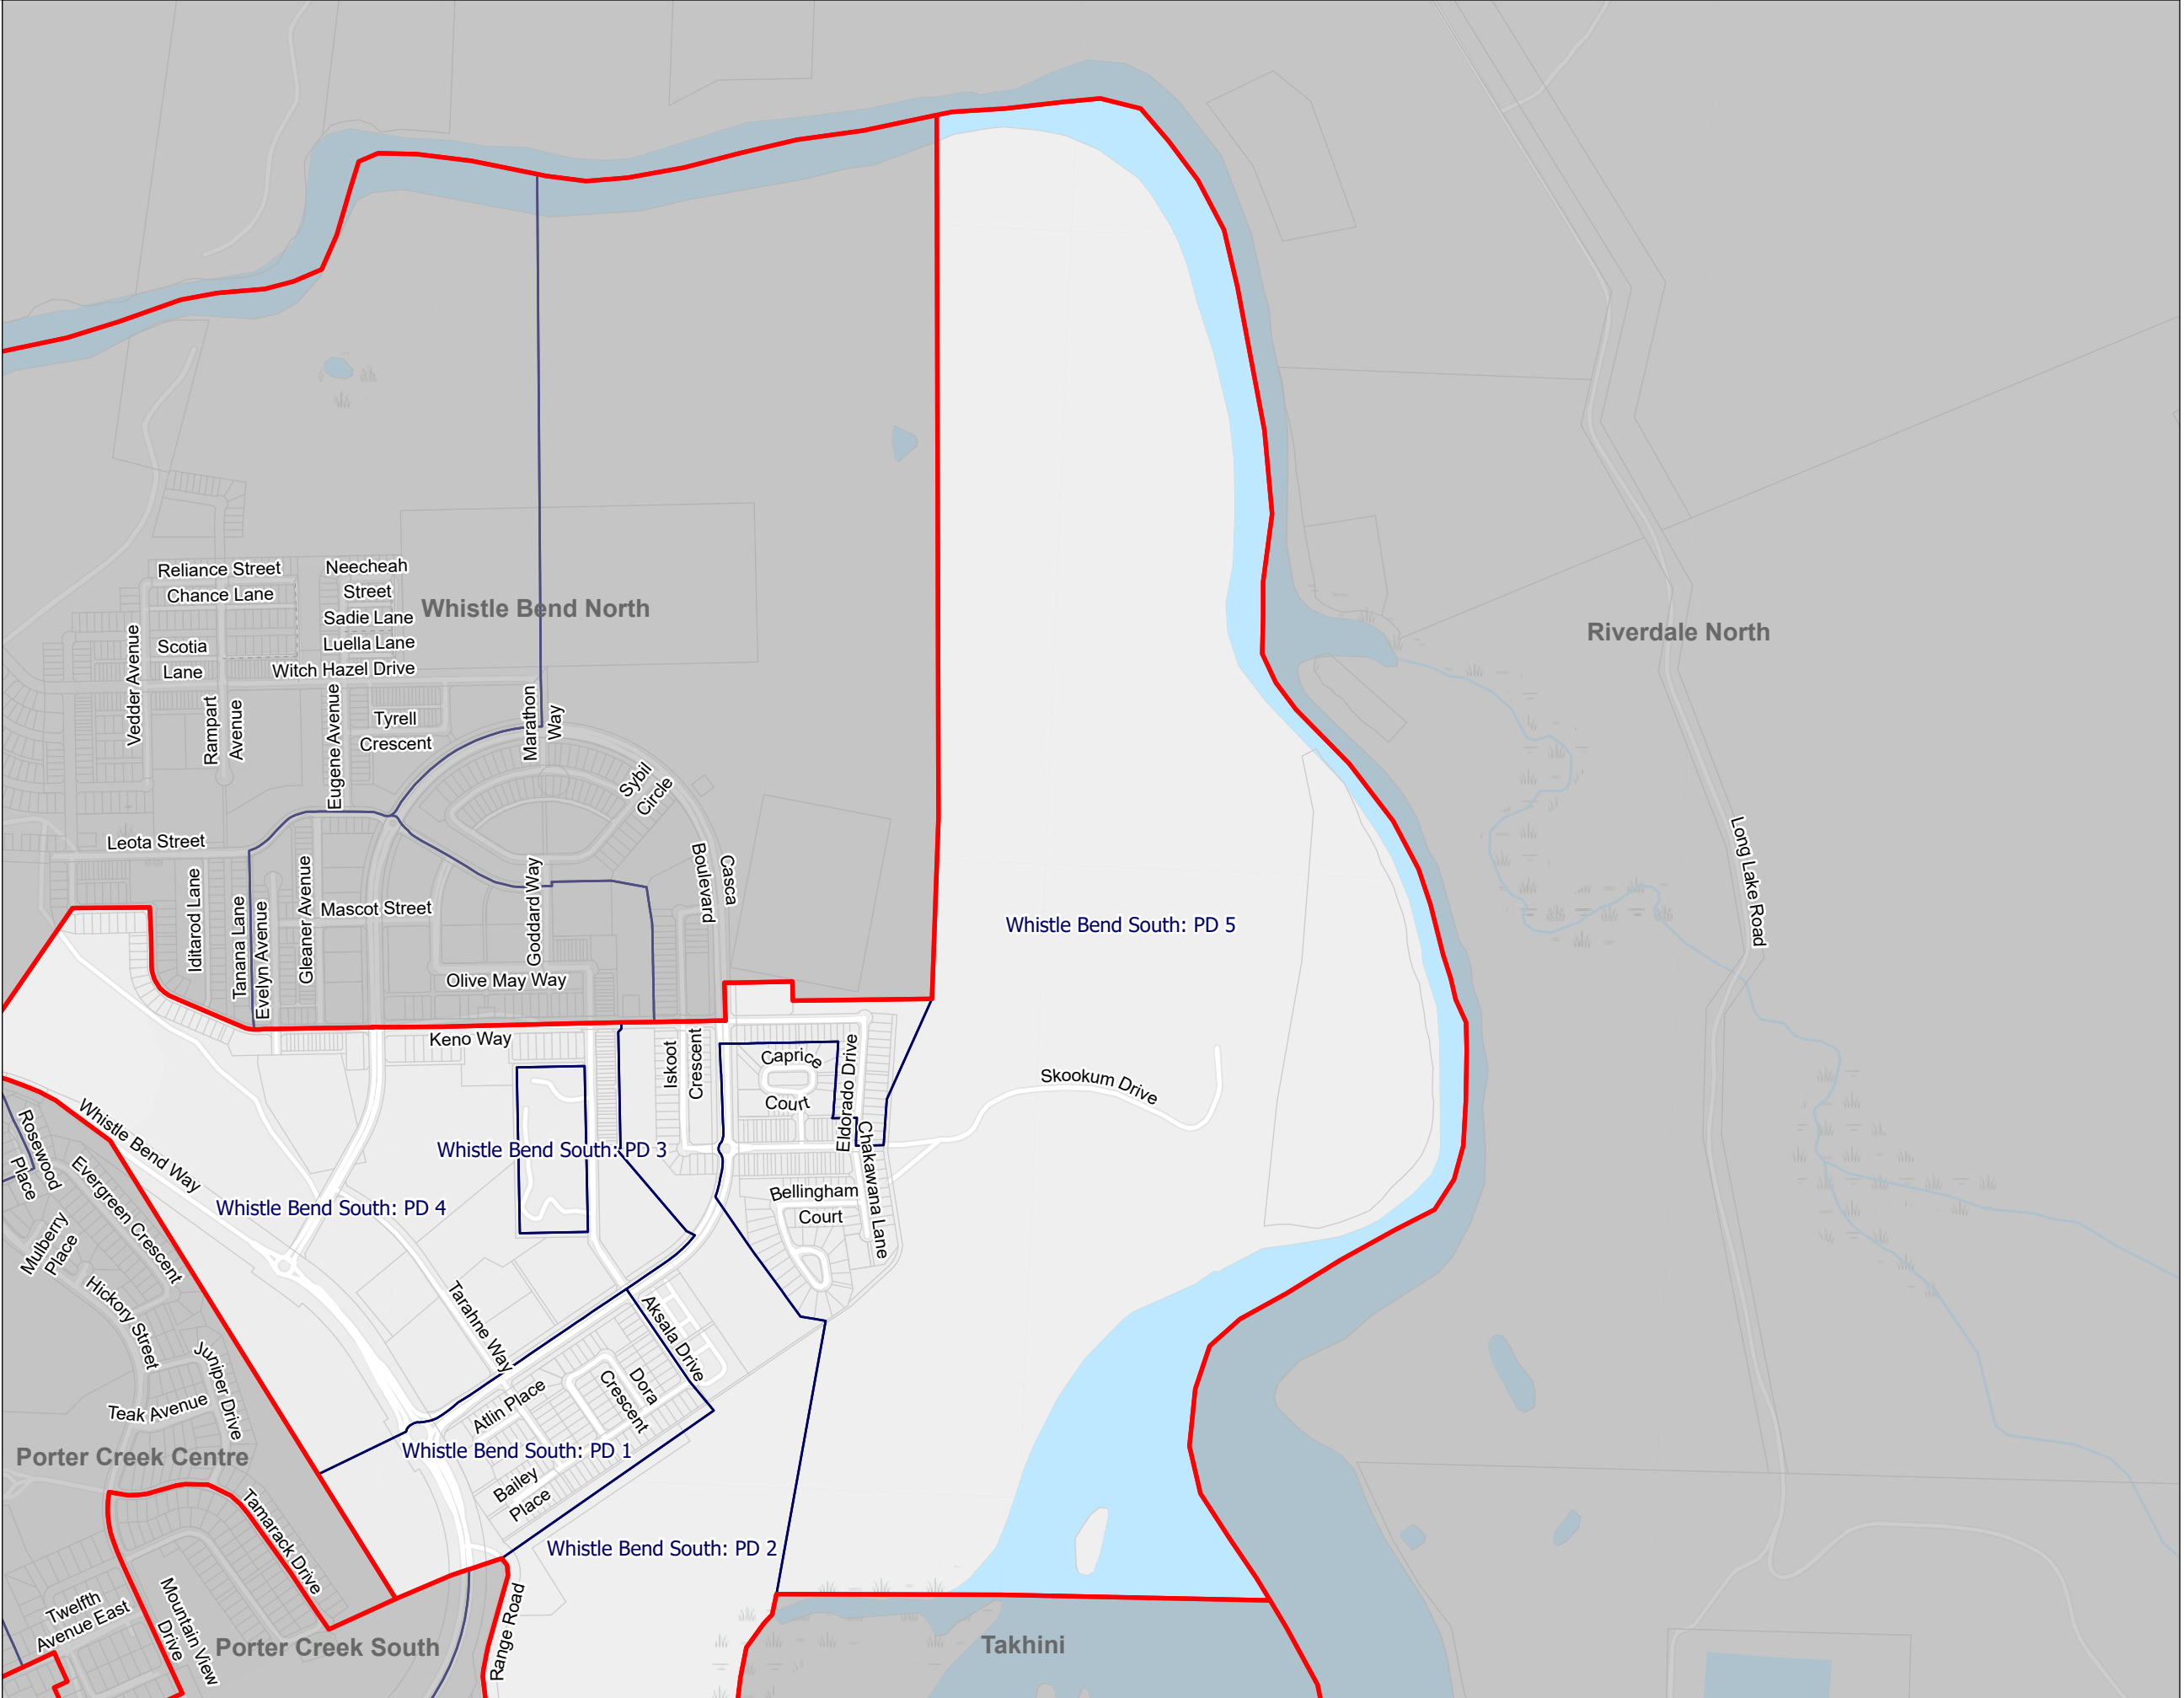 Reliance Street
Chance Lane
Neecheah
Street
Sadie Lane
Luella Lane
Witch Hazel Drive
Whistle Bend North
Riverdale North
Scotia
Lane
Vedder Avenue
Rampart
Avenue
Eugene Avenue
Tyrell
Crescent
Marathon
Way
Sybil
Circle
Leota Street
Iditarod Lane
Tanana Lane
Evelyn Avenue
Gleaner Avenue
Mascot Street
Goddard Way
Olive May Way
Casca
Boulevard
Long Lake Road
Whistle Bend South: PD 5
Keno Way
Iskoot
Crescent
Caprice
Court
Eldorado Drive
Chakawana Lane
Skookum Drive
Whistle Bend Way
Rosewood
Place
Evergreen Crescent
Mulberry
Place
Hickory Street
Juniper Drive
Teak Avenue
Whistle Bend South: PD 3
Whistle Bend South: PD 4
Bellingham
Court
Tarahne Way
Aksala Drive
Dora
Crescent
Atlin Place
Whistle Bend South: PD 1
Bailey
Place
Porter Creek Centre
Tamarack Drive
Whistle Bend South: PD 2
Twelfth
Avenue East
Mountain View
Drive
Porter Creek South
Range Road
Takhini